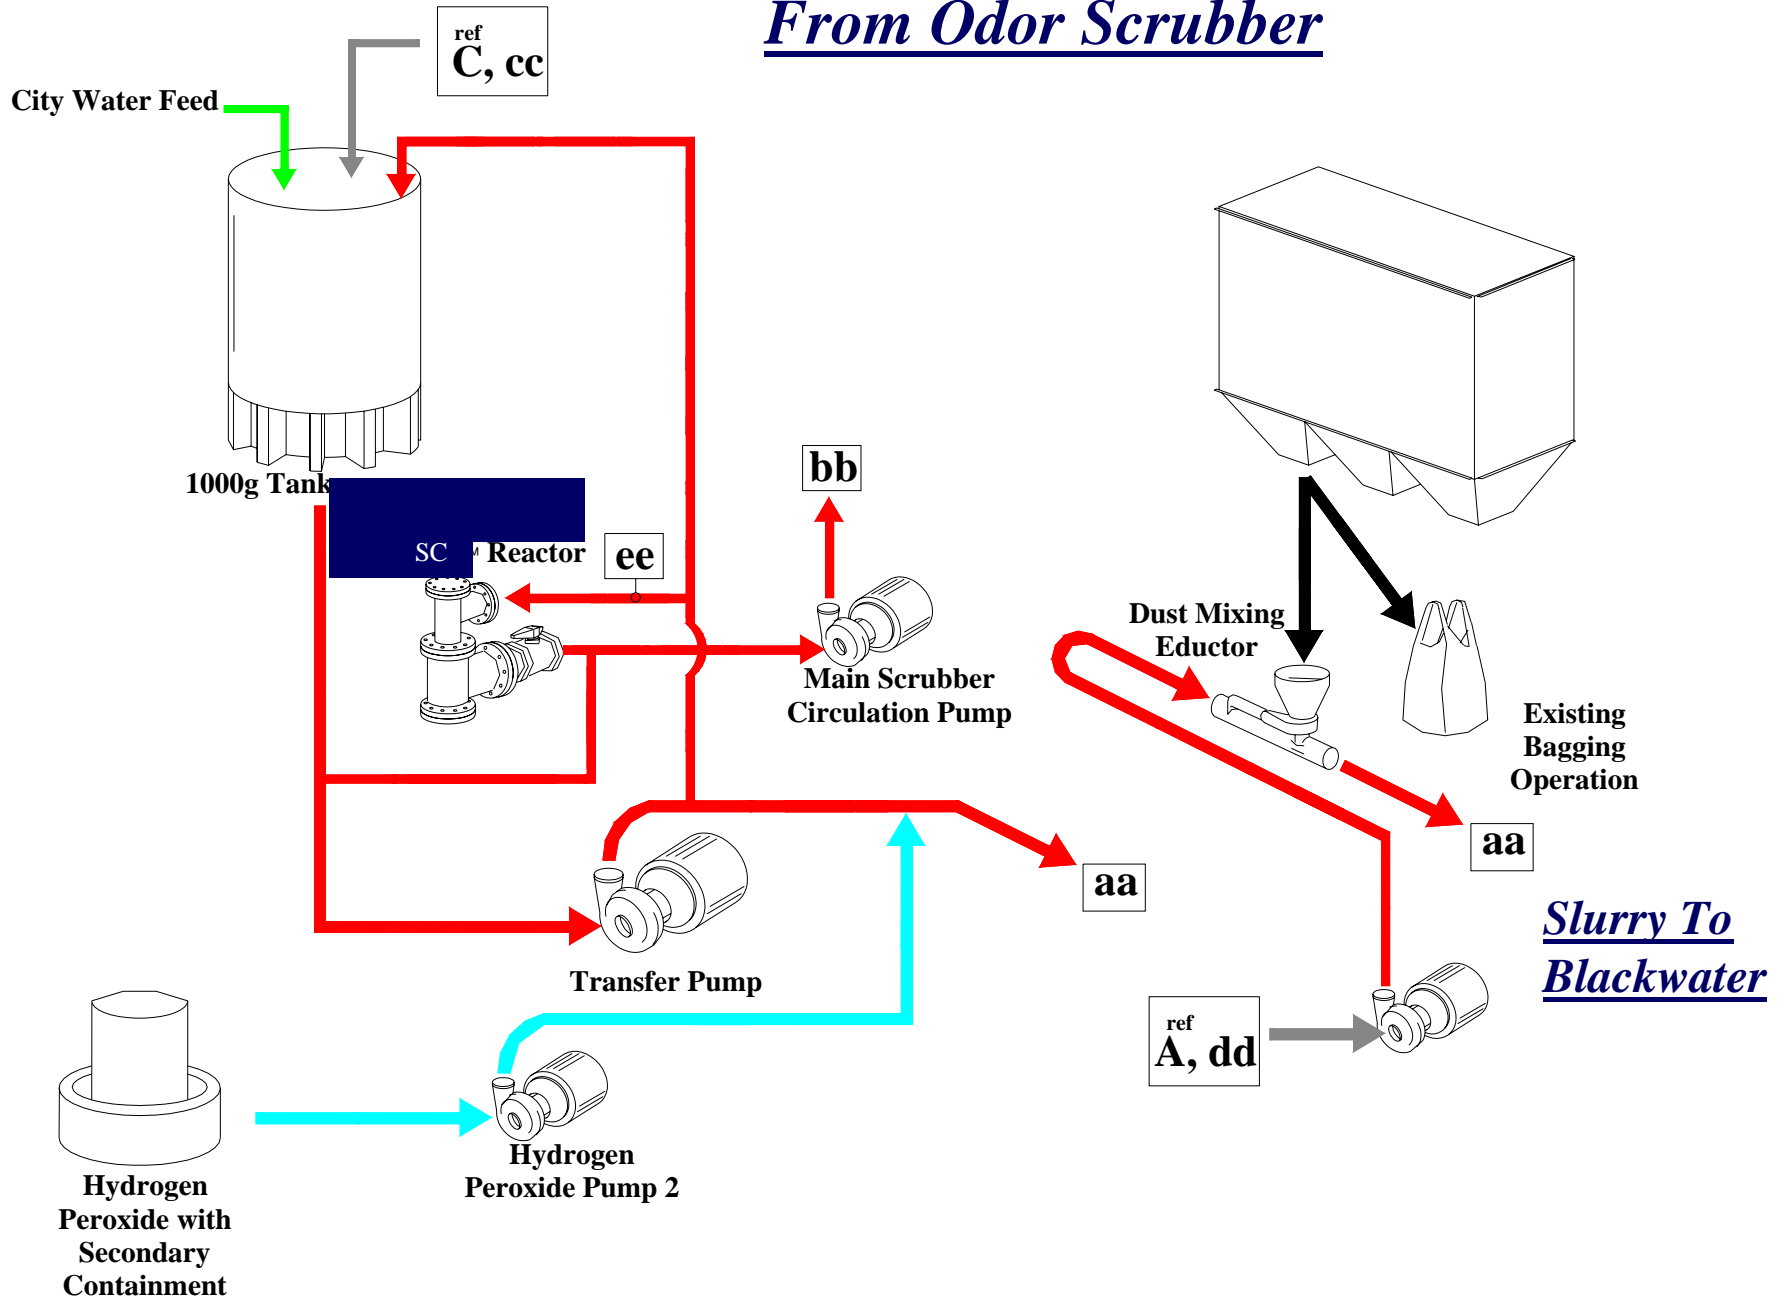 From Odor Scrubber
ref
C, cc
City Water Feed
1000g Tank
SC ™ Reactor
ee
bb
Main Scrubber
Circulation Pump
Dust Mixing
Eductor
Existing
Bagging
Operation
aa
aa
Slurry To
Blackwater
Transfer Pump
ref
A, dd
Hydrogen
Peroxide Pump 2
Hydrogen
Peroxide with
Secondary
Containment